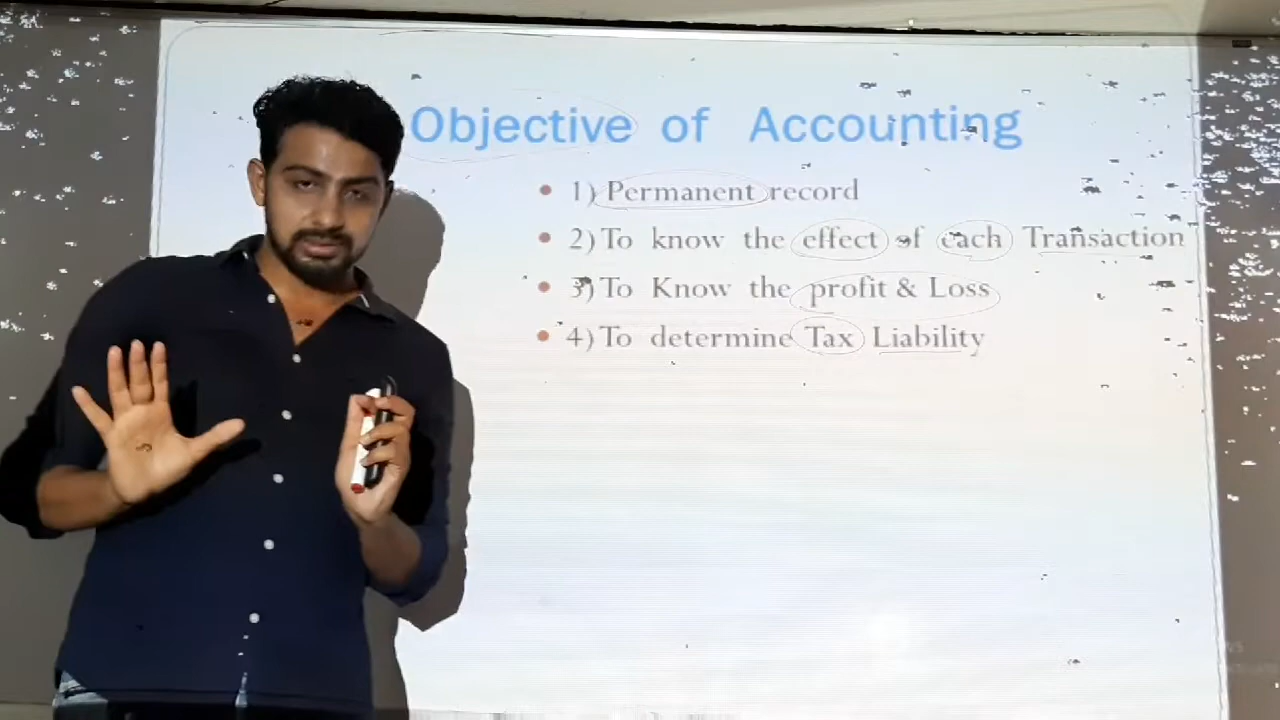 Objective of Accounting
• 1) Permanent record
• 2) To know the effect of each Transaction
• 3) To Know the profit & Loss
• 4) To determine Tax Liability